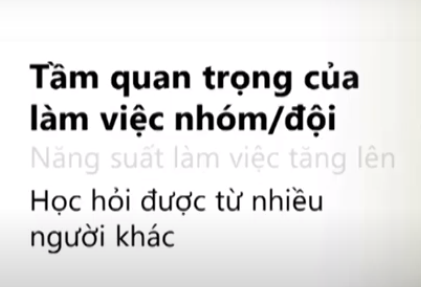 Tầm quan trọng của
làm việc nhóm/đội
Năng suất làm việc tăng lên
Học hỏi được từ nhiều
người khác